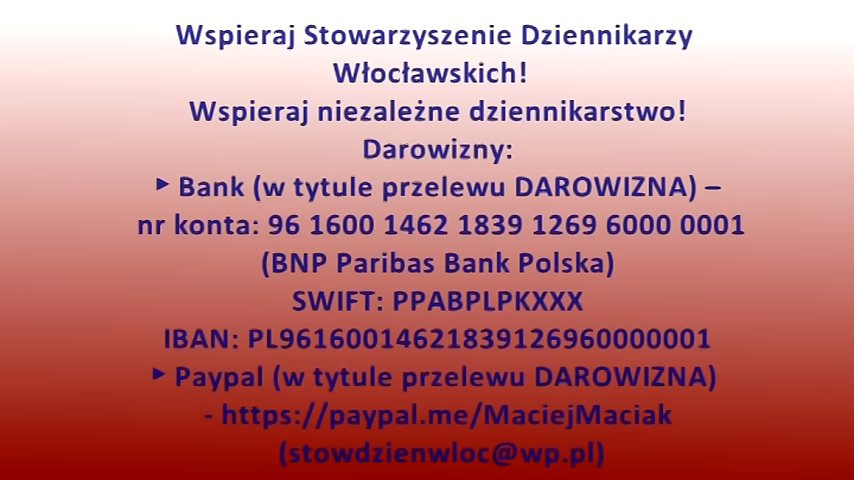 Wspieraj Stowarzyszenie Dziennikarzy
Włocławskich!
Wspieraj niezależne dziennikarstwo!
Darowizny:
‣ Bank (w tytule przelewu DAROWIZNA) –
nr konta: 96 1600 1462 1839 1269 6000 0001
(BNP Paribas Bank Polska)
SWIFT: PPABPLPKXXX
IBAN: PL96160014621839126960000001
‣ Paypal (w tytule przelewu DAROWIZNA)
- https://paypal.me/MaciejMaciak
(stowdzienwloc@wp.pl)